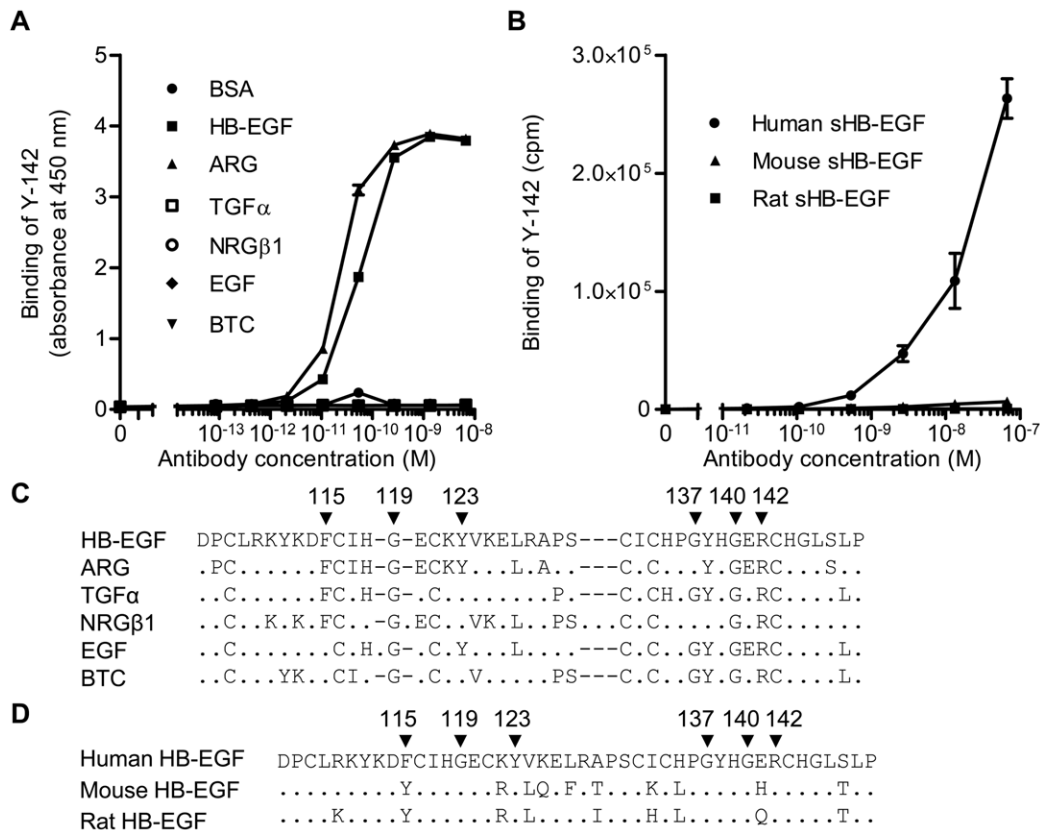 A
B
Binding of Y-142
(absorbance at 450 nm)
5
4
3
2
1
0
BSA
HB-EGF
ARG
TGFα
NRGβ1
EGF
BTC
0
10-13
10-12
10-11
10-10
10-9
10-8
Antibody concentration (M)
Binding of Y-142 (cpm)
3.0×10⁵
2.0×10⁵
1.0×10⁵
0
Human sHB-EGF
Mouse sHB-EGF
Rat sHB-EGF
0
10-11
10-10
10-9
10-8
10-7
Antibody concentration (M)
C
115 119 123 137 140 142
HB-EGF DPCLRKYKDFCIH-G-ECKYVKELRAPS---CICHPGYHGERCHGLSLP
ARG .PC......FCIH-G-ECKY...L.A..---C.C....Y.GERC...S..
TGFα ..C......FC.H-G-.C........P.---C.CH.GY.G.RC....L.
NRGβ1 ..C..K.K.FC..-G-.EC..VK.L.PS---C.C......G.RC......
EGF ..C.......C.H.G-.C.Y...L....---C.C...GY.GERC....L.
BTC ..C...YK..CI.-G-.C..V.....PS---C.C...GY.G.RC....L.
D
115 119 123 137 140 142
Human HB-EGF DPCLRKYKDFCIHGECKYVKELRAPSCICHPGYHGERCHGLSLP
Mouse HB-EGF .........Y......R.LQ.F.T...K.L.....H.....T..
Rat HB-EGF ....K....Y......R.L....I...H.L.....Q.....T..